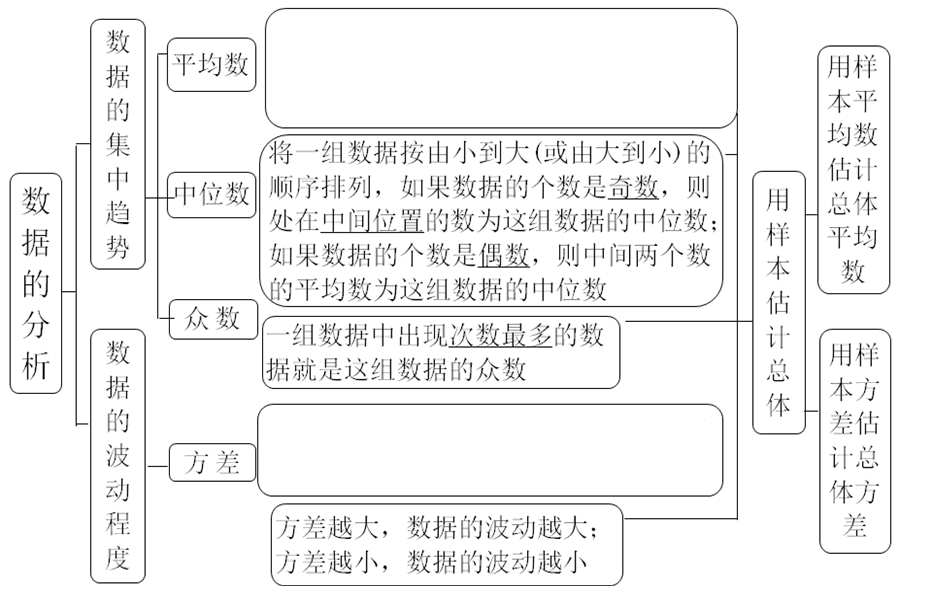 数据的分析
数据的集中趋势
平均数
中位数
将一组数据按由小到大(或由大到小)的
顺序排列，如果数据的个数是奇数，则
处在中间位置的数为这组数据的中位数；
如果数据的个数是偶数，则中间两个数
的平均数为这组数据的中位数
众数
一组数据中出现次数最多的数
据就是这组数据的众数
数据的波动程度
方差
方差越大，数据的波动越大；
方差越小，数据的波动越小
用样本估计总体
用样
本平
均数
估计
总体
平均
数
用样
本方
差估
计总
体方
差